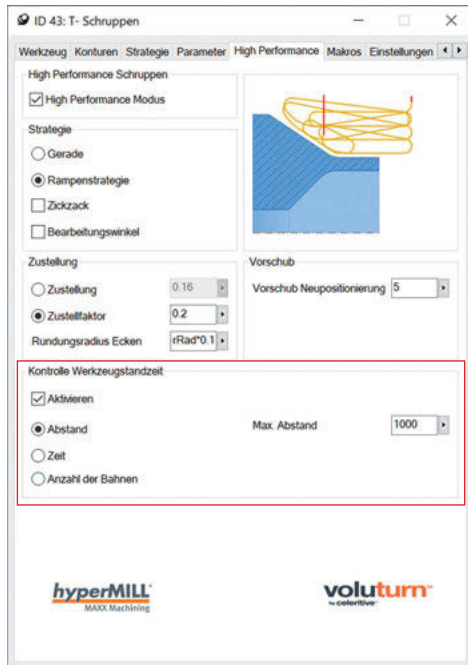 ID 43: T- Schruppen
Werkzeug Konturen Strategie Parameter High Performance Makros Einstellungen
High Performance Schruppen
High Performance Modus
Strategie
Gerade
Rampenstrategie
Zickzack
Bearbeitungswinkel
Zustellung Vorschub
Zustellung 0.16 Vorschub Neupositionierung 5
Zustellfaktor 0.2
Rundungsradius Ecken rRad*0.1
Kontrolle Werkzeugstandzeit
Aktivieren
Abstand Max. Abstand 1000
Zeit
Anzahl der Bahnen
hyperMILL voluturn
MAXX Machining by celeritive